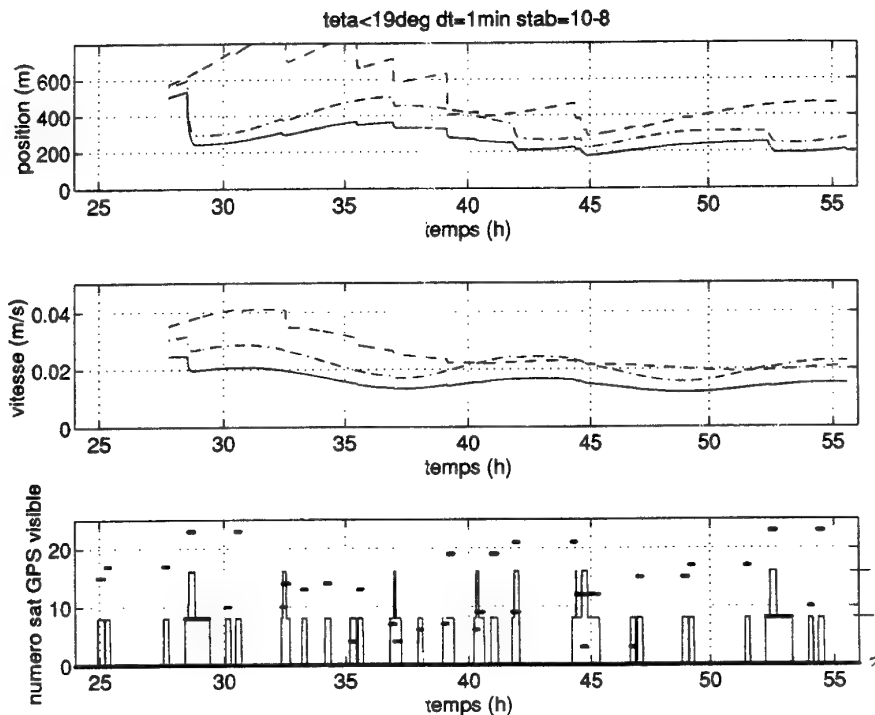 teta<19deg dt=1min stab=10-8
position (m)
600
400
200
0
25 30 35 40 45 50 55
temps (h)
vitesse (m/s)
0.04
0.02
0
25 30 35 40 45 50 55
temps (h)
numero sat GPS visible
20
10
0
25 30 35 40 45 50 55
temps (h)